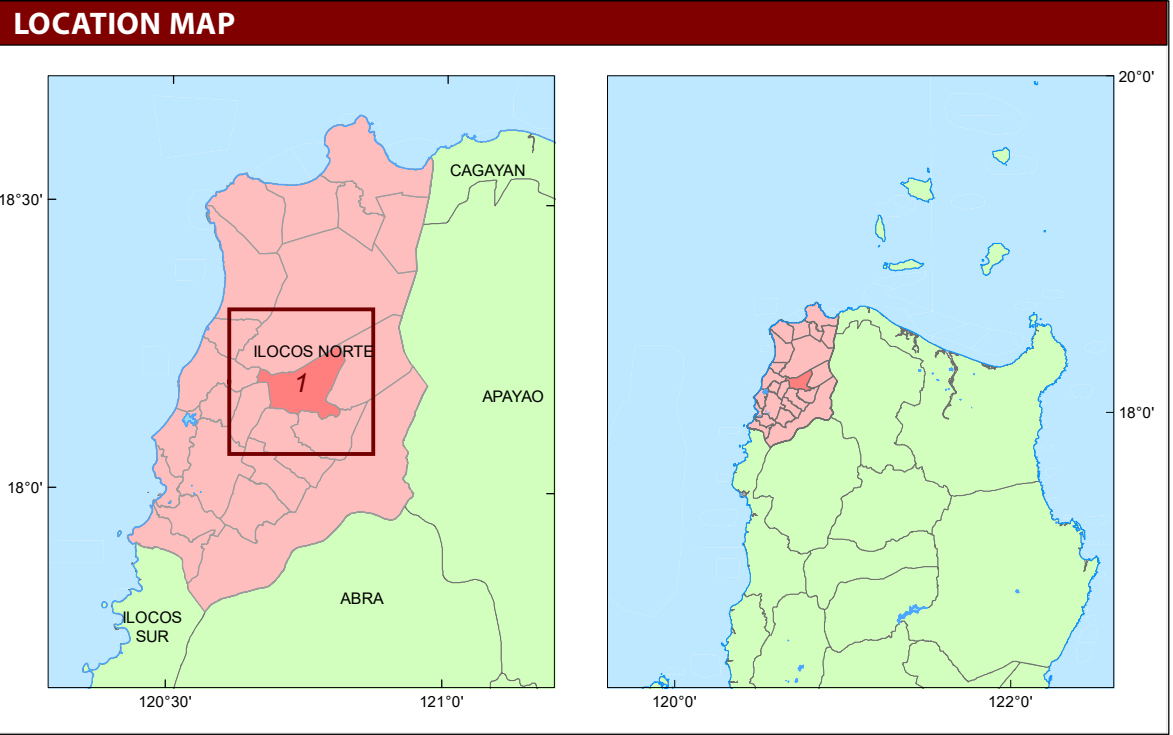 LOCATION MAP
20°0'
CAGAYAN
18°30'
ILOCOS NORTE
1
APAYAO
18°0'
18°0'
ABRA
ILOCOS
SUR
120°30'
121°0'
120°0'
122°0'